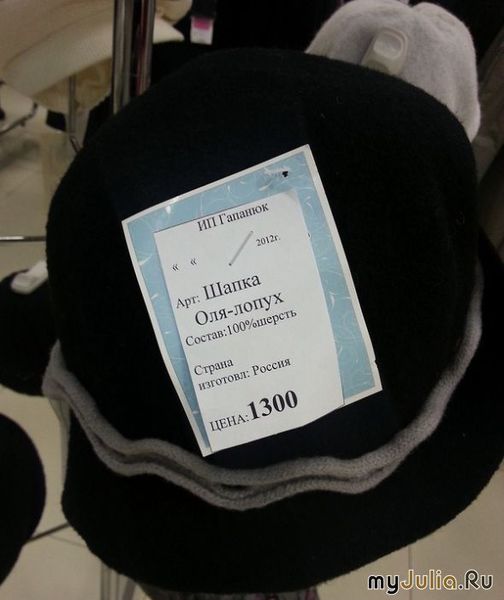 ИП Гапанюк
« « 2012г.
Арт: Шапка
Оля-лопух
Состав:100%шерсть
Страна
изготовл: Россия
ЦЕНА:1300
myJulia.Ru